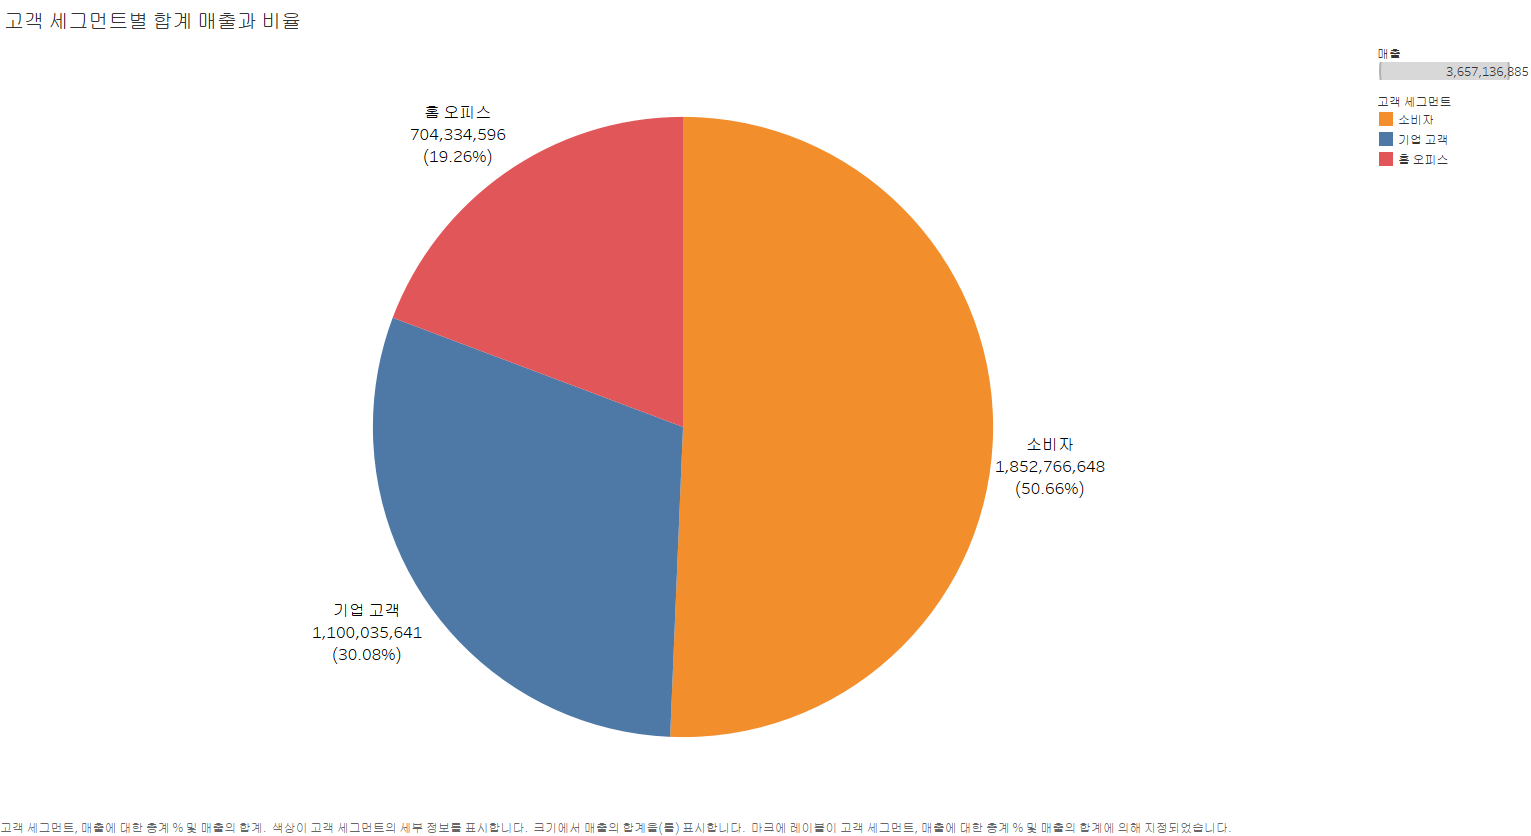 고객 세그먼트별 합계 매출과 비율
매출
3,657,136,885
고객 세그먼트
소비자
기업 고객
홈 오피스
홈 오피스
704,334,596
(19.26%)
소비자
1,852,766,648
(50.66%)
기업 고객
1,100,035,641
(30.08%)
고객 세그먼트, 매출에 대한 총계 % 및 매출의 합계.  색상이 고객 세그먼트의 세부 정보를 표시합니다.  크기에서 매출의 합계을(를) 표시합니다.  마크에 레이블이 고객 세그먼트, 매출에 대한 총계 % 및 매출의 합계에 의해 지정되었습니다.